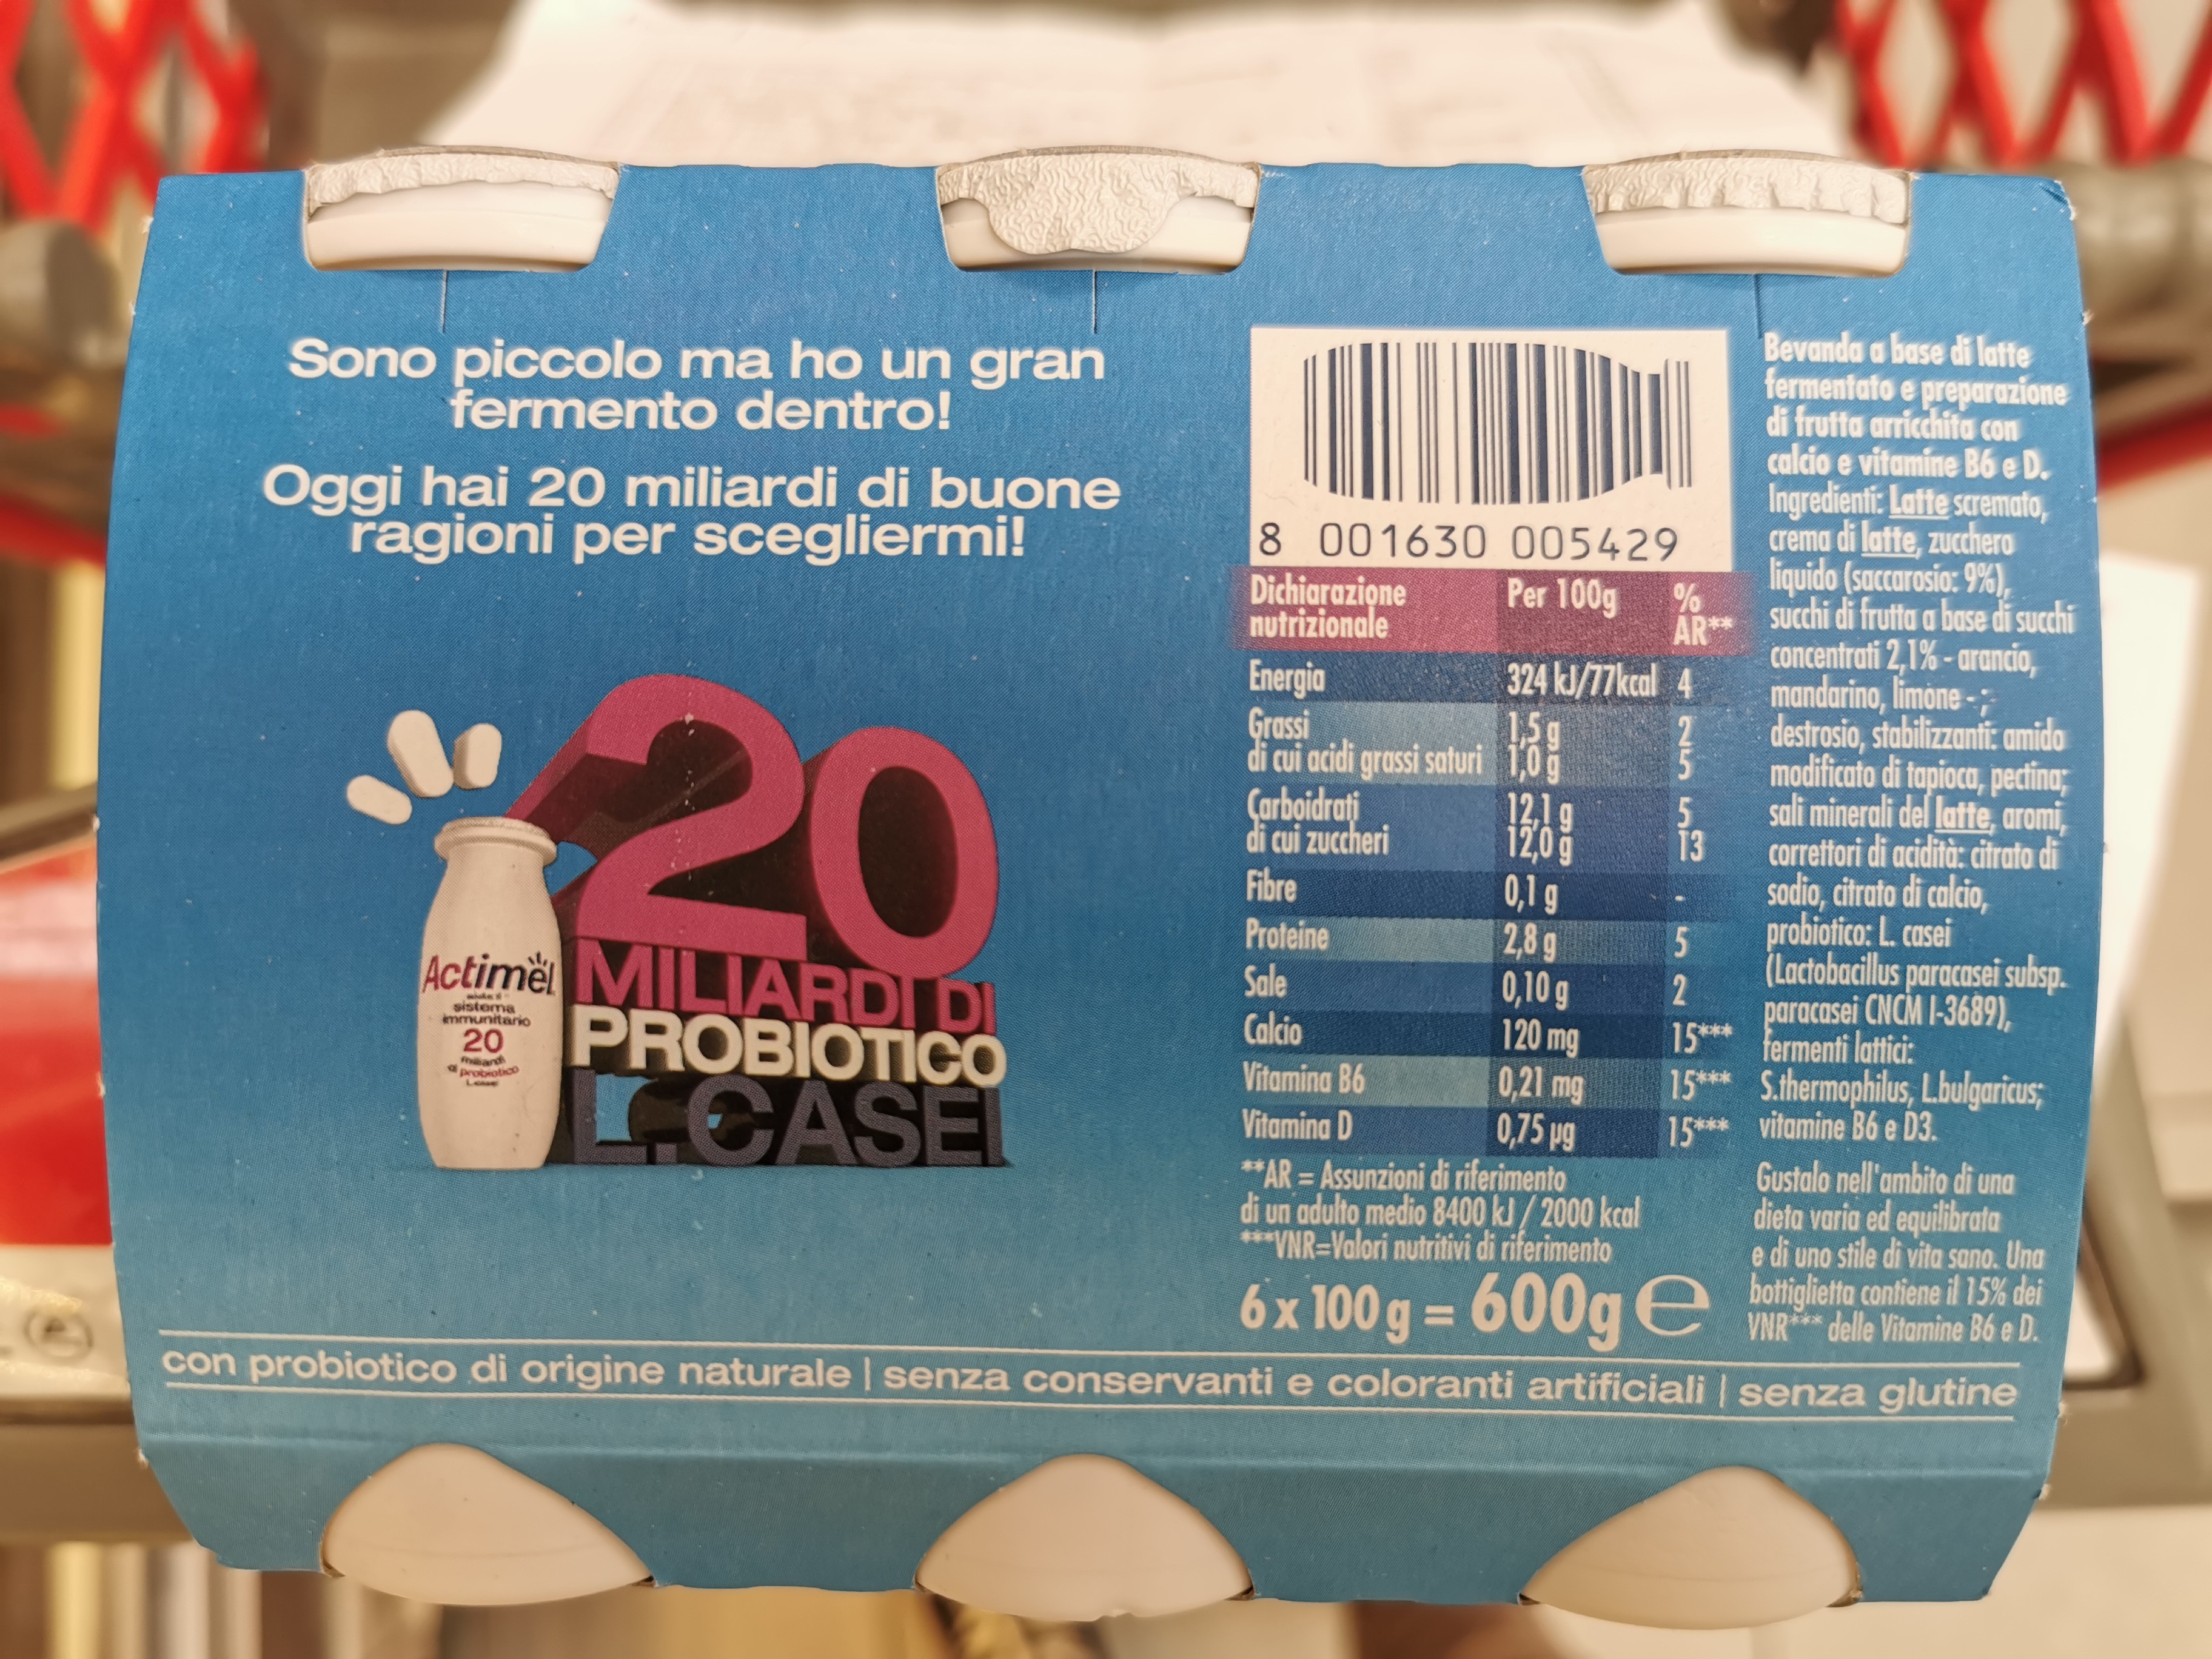 Sono piccolo ma ho un gran
fermento dentro!
Oggi hai 20 miliardi di buone
ragioni per scegliermi!
Actimel
sistema
immunitario
20
miliardi
di probiotico
L.casei
20
MILIARDI DI
PROBIOTICO
L.CASEI
8 001630 005429
Dichiarazione nutrizionale Per 100g % AR**
Energia 324 kJ/77kcal 4
Grassi 1,5 g 2
di cui acidi grassi saturi 1,0 g 5
Carboidrati 12,1 g 5
di cui zuccheri 12,0 g 13
Fibre 0,1 g -
Proteine 2,8 g 5
Sale 0,10 g 2
Calcio 120 mg 15***
Vitamina B6 0,21 mg 15***
Vitamina D 0,75 µg 15***
**AR = Assunzioni di riferimento
di un adulto medio 8400 kJ / 2000 kcal
***VNR=Valori nutritivi di riferimento
6 x 100 g = 600g e
Bevanda a base di latte
fermentato e preparazione
di frutta arricchita con
calcio e vitamine B6 e D.
Ingredienti: Latte scremato,
crema di latte, zucchero
liquido (saccarosio: 9%),
succhi di frutta a base di succhi
concentrati 2,1% - arancio,
mandarino, limone - ;
destrosio, stabilizzanti: amido
modificato di tapioca, pectina;
sali minerali del latte, aromi,
correttori di acidità: citrato di
sodio, citrato di calcio,
probiotico: L. casei
(Lactobacillus paracasei subsp.
paracasei CNCM I-3689),
fermenti lattici:
S.thermophilus, L.bulgaricus;
vitamine B6 e D3.
Gustalo nell'ambito di una
dieta varia ed equilibrata
e di uno stile di vita sano. Una
bottiglietta contiene il 15% dei
VNR*** delle Vitamine B6 e D.
con probiotico di origine naturale | senza conservanti e coloranti artificiali | senza glutine